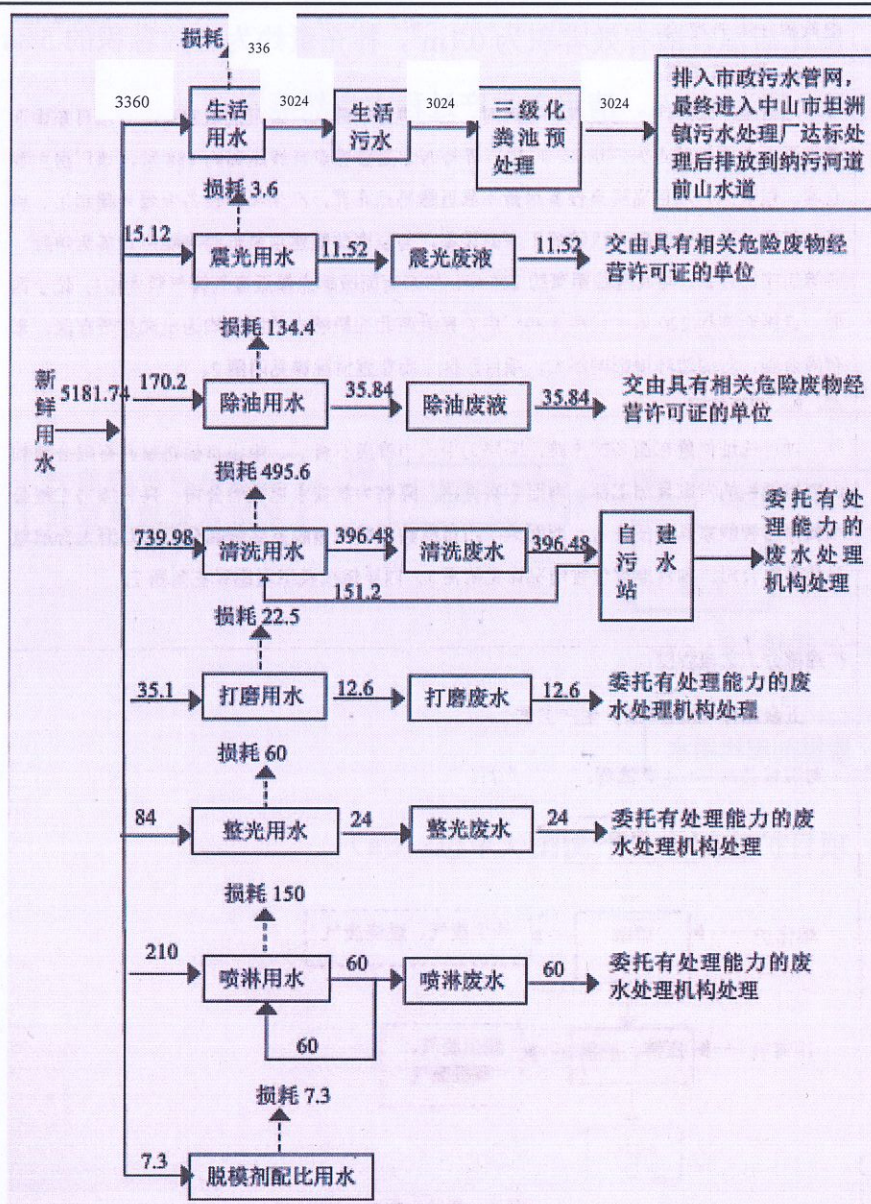 损耗 336
3360 生活用水 3024 生活污水 3024 三级化粪池预处理 3024
排入市政污水管网，
最终进入中山市坦洲
镇污水处理厂达标处
理后排放到纳污河道
前山水道
损耗 3.6
15.12 震光用水 11.52 震光废液 11.52 交由具有相关危险废物经
营许可证的单位
损耗 134.4
新鲜用水 5181.74
170.2 除油用水 35.84 除油废液 35.84 交由具有相关危险废物经
营许可证的单位
损耗 495.6
739.98 清洗用水 396.48 清洗废水 396.48 自建污水站
委托有处
理能力的
废水处理
机构处理
151.2
损耗 22.5
35.1 打磨用水 12.6 打磨废水 12.6 委托有处理能力的废
水处理机构处理
损耗 60
84 整光用水 24 整光废水 24 委托有处理能力的废
水处理机构处理
损耗 150
210 喷淋用水 60 喷淋废水 60 委托有处理能力的废
水处理机构处理
60
损耗 7.3
7.3 脱模剂配比用水